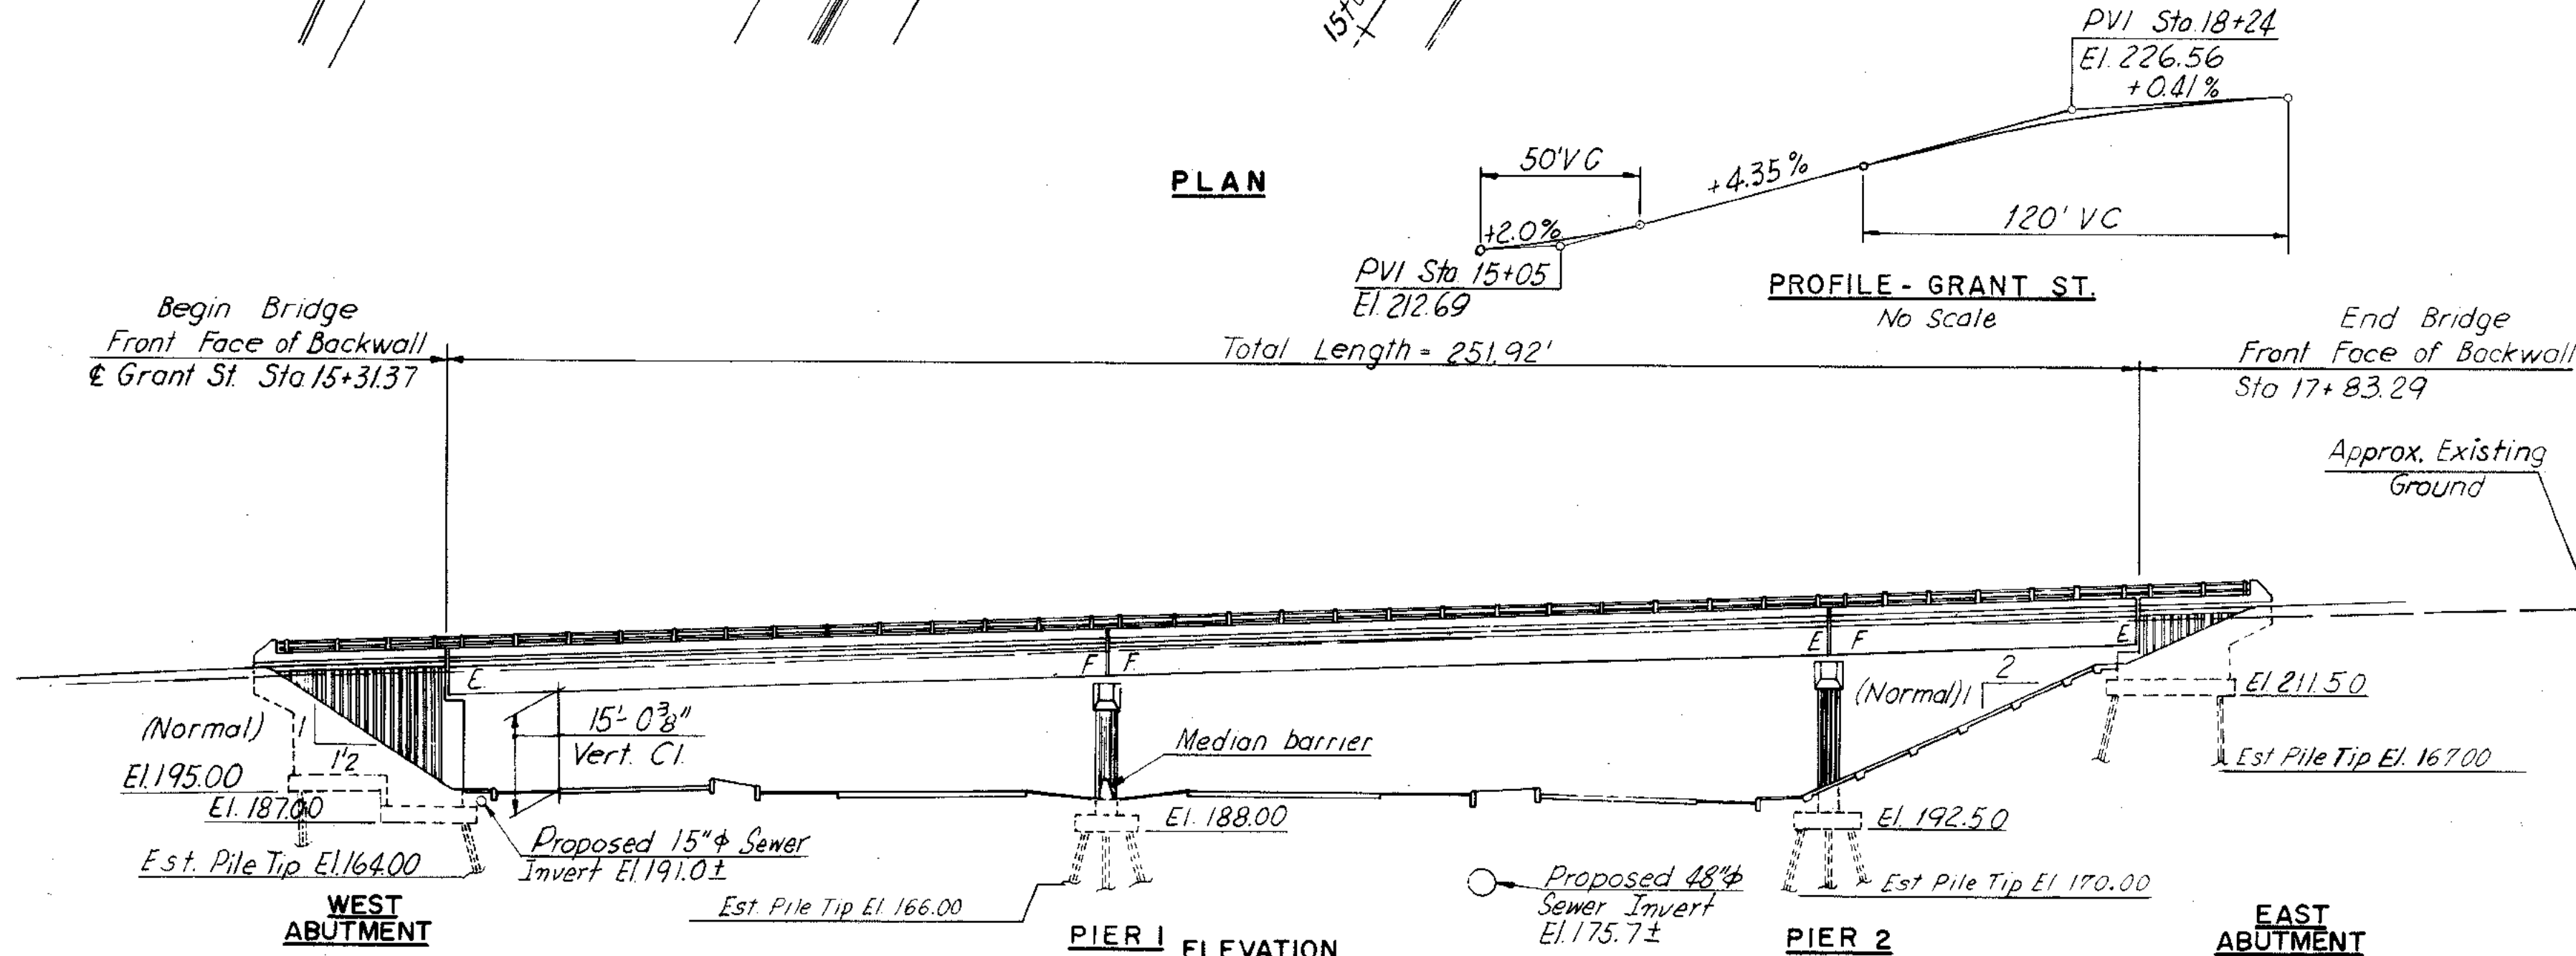 15+
PVI Sta. 18+24
El. 226.56
+0.41%
50' VC
+4.35%
PLAN
+2.0%
120' VC
PVI Sta. 15+05
El. 212.69
PROFILE - GRANT ST.
No Scale
Begin Bridge
Front Face of Backwall
℄ Grant St. Sta 15+31.37
Total Length = 251.92'
End Bridge
Front Face of Backwall
Sta 17+83.29
Approx. Existing
Ground
E
F F
E F
E
(Normal) 1
1'2
15'-0 3/8"
Vert. Cl.
Median barrier
(Normal) 1
2
El. 195.00
El. 187.00
El. 188.00
El. 192.50
El. 211.50
Est. Pile Tip El. 164.00
Proposed 15"ϕ Sewer
Invert El. 191.0±
Est. Pile Tip El. 166.00
Proposed 48"ϕ
Sewer Invert
El. 175.7±
Est Pile Tip El 170.00
Est Pile Tip El. 167.00
WEST
ABUTMENT
PIER 1
ELEVATION
PIER 2
EAST
ABUTMENT